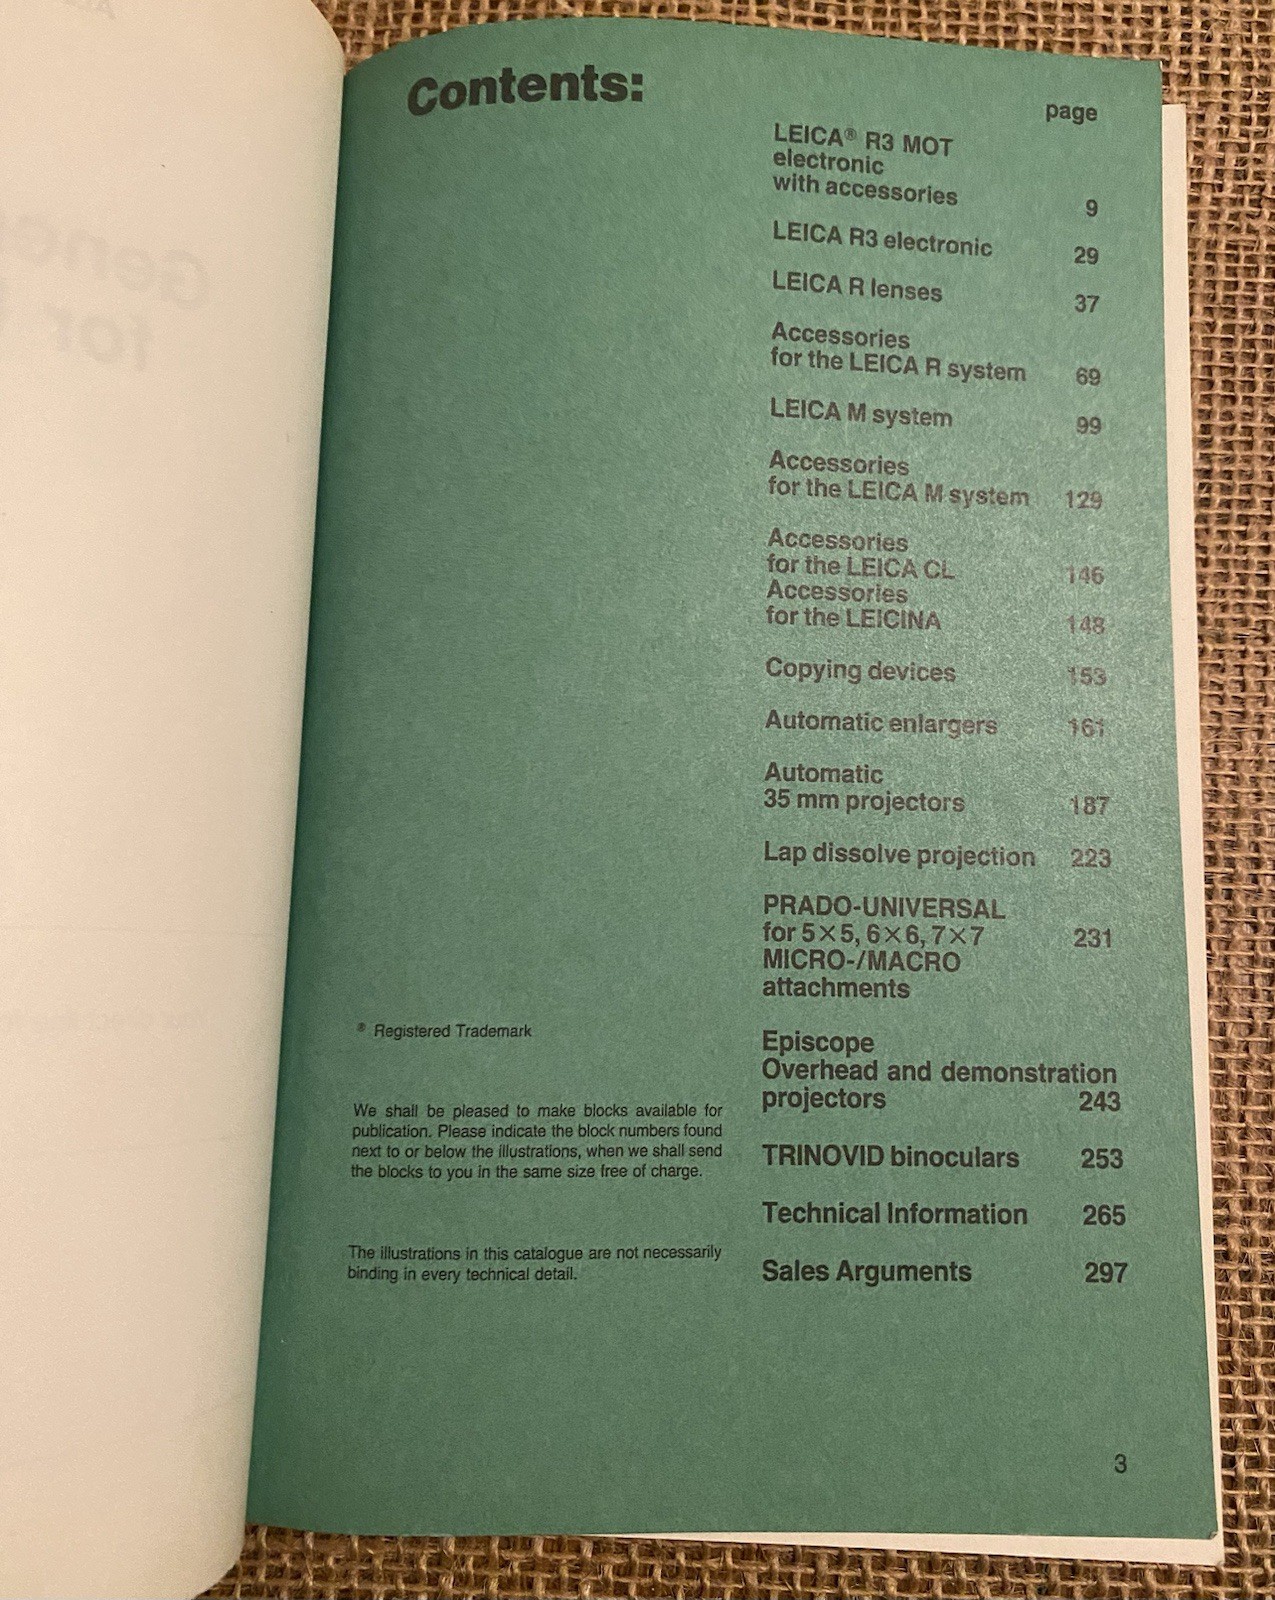 Contents:
page
LEICA® R3 MOT
electronic
with accessories 9
LEICA R3 electronic 29
LEICA R lenses 37
Accessories
for the LEICA R system 69
LEICA M system 99
Accessories
for the LEICA M system 129
Accessories
for the LEICA CL 146
Accessories
for the LEICINA 148
Copying devices 153
Automatic enlargers 161
Automatic
35 mm projectors 187
Lap dissolve projection 223
PRADO-UNIVERSAL
for 5×5, 6×6, 7×7 231
MICRO-/MACRO
attachments
Episcope
Overhead and demonstration
projectors 243
TRINOVID binoculars 253
Technical Information 265
Sales Arguments 297
® Registered Trademark
We shall be pleased to make blocks available for
publication. Please indicate the block numbers found
next to or below the illustrations, when we shall send
the blocks to you in the same size free of charge.
The illustrations in this catalogue are not necessarily
binding in every technical detail.
3